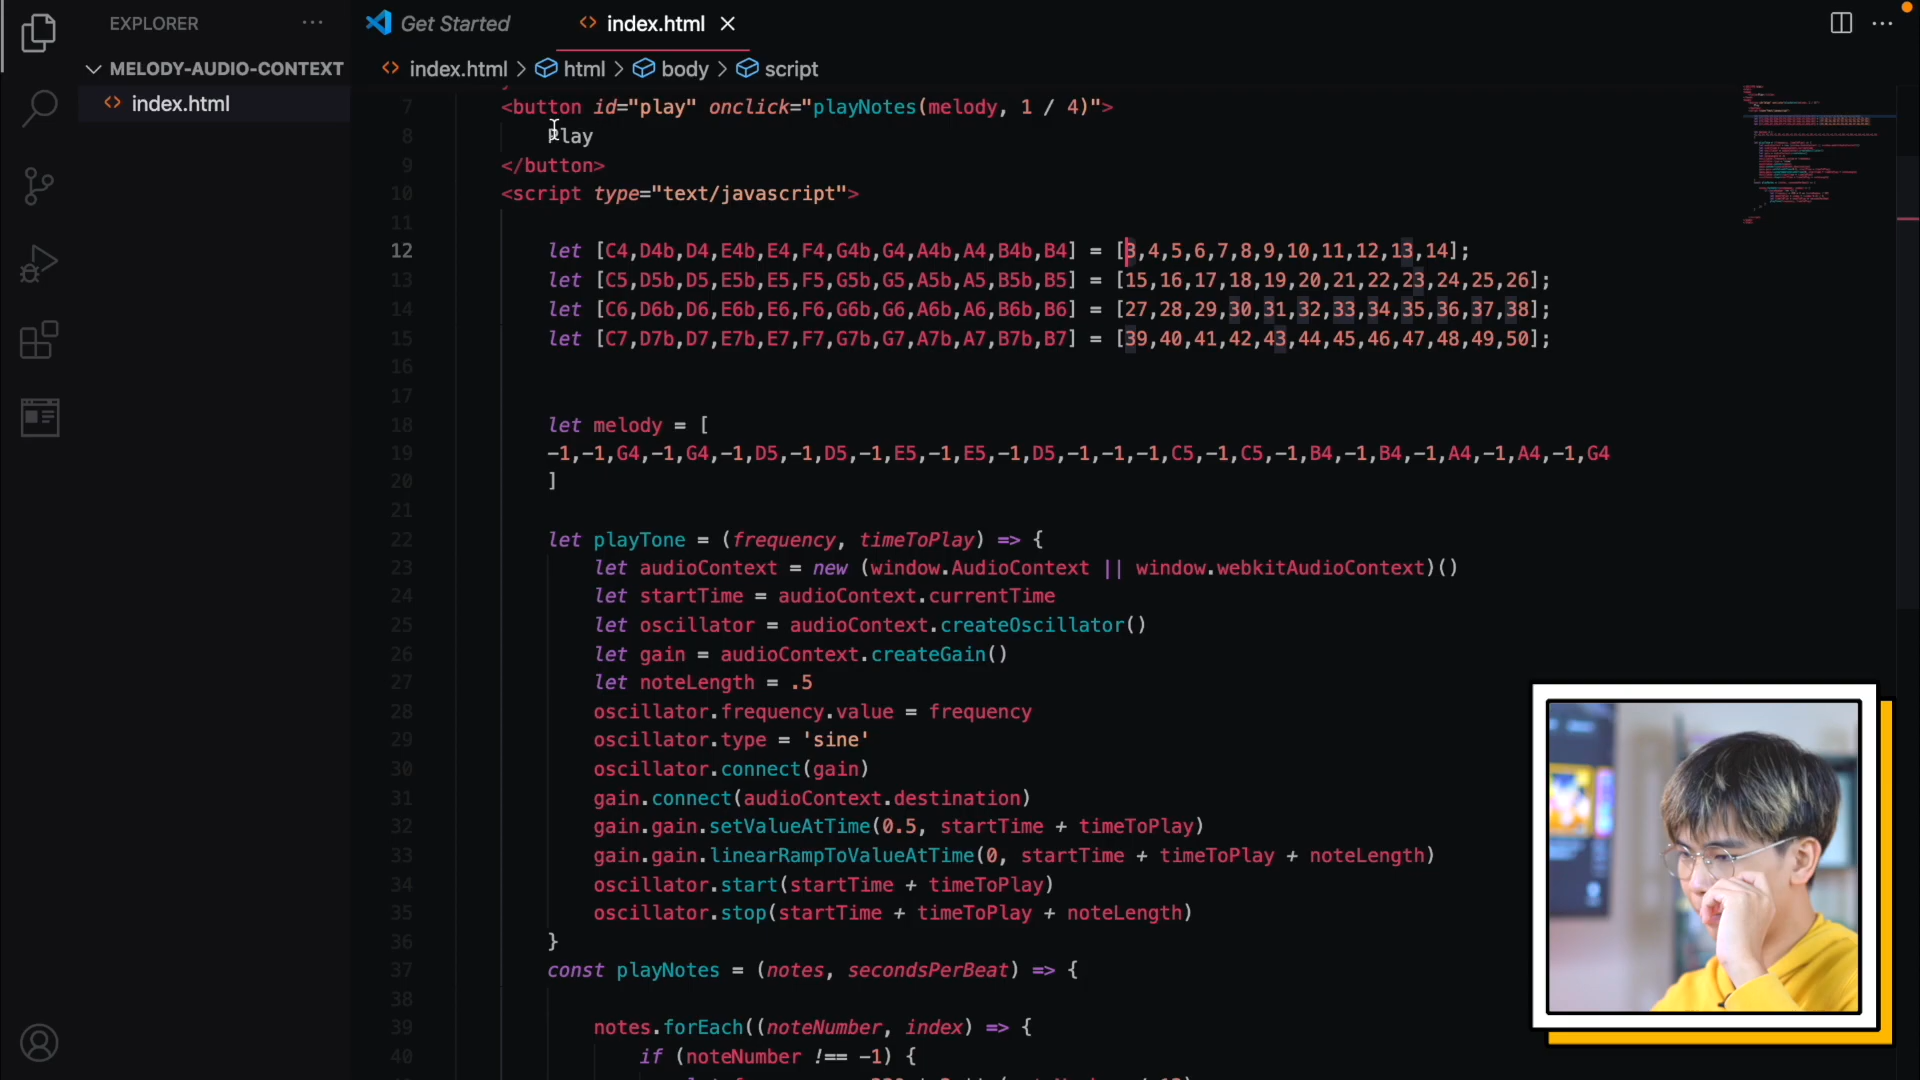 EXPLORER
Get Started
index.html
MELODY-AUDIO-CONTEXT
index.html > html > body > script
index.html
7 <button id="play" onclick="playNotes(melody, 1 / 4)">
8 Play
9 </button>
10 <script type="text/javascript">
11
12 let [C4,D4b,D4,E4b,E4,F4,G4b,G4,A4b,A4,B4b,B4] = [3,4,5,6,7,8,9,10,11,12,13,14];
13 let [C5,D5b,D5,E5b,E5,F5,G5b,G5,A5b,A5,B5b,B5] = [15,16,17,18,19,20,21,22,23,24,25,26];
14 let [C6,D6b,D6,E6b,E6,F6,G6b,G6,A6b,A6,B6b,B6] = [27,28,29,30,31,32,33,34,35,36,37,38];
15 let [C7,D7b,D7,E7b,E7,F7,G7b,G7,A7b,A7,B7b,B7] = [39,40,41,42,43,44,45,46,47,48,49,50];
16
17
18 let melody = [
19 -1,-1,G4,-1,G4,-1,D5,-1,D5,-1,E5,-1,E5,-1,D5,-1,-1,-1,C5,-1,C5,-1,B4,-1,B4,-1,A4,-1,A4,-1,G4
20 ]
21
22 let playTone = (frequency, timeToPlay) => {
23 let audioContext = new (window.AudioContext || window.webkitAudioContext)()
24 let startTime = audioContext.currentTime
25 let oscillator = audioContext.createOscillator()
26 let gain = audioContext.createGain()
27 let noteLength = .5
28 oscillator.frequency.value = frequency
29 oscillator.type = 'sine'
30 oscillator.connect(gain)
31 gain.connect(audioContext.destination)
32 gain.gain.setValueAtTime(0.5, startTime + timeToPlay)
33 gain.gain.linearRampToValueAtTime(0, startTime + timeToPlay + noteLength)
34 oscillator.start(startTime + timeToPlay)
35 oscillator.stop(startTime + timeToPlay + noteLength)
36 }
37 const playNotes = (notes, secondsPerBeat) => {
38
39 notes.forEach((noteNumber, index) => {
40 if (noteNumber !== -1) {